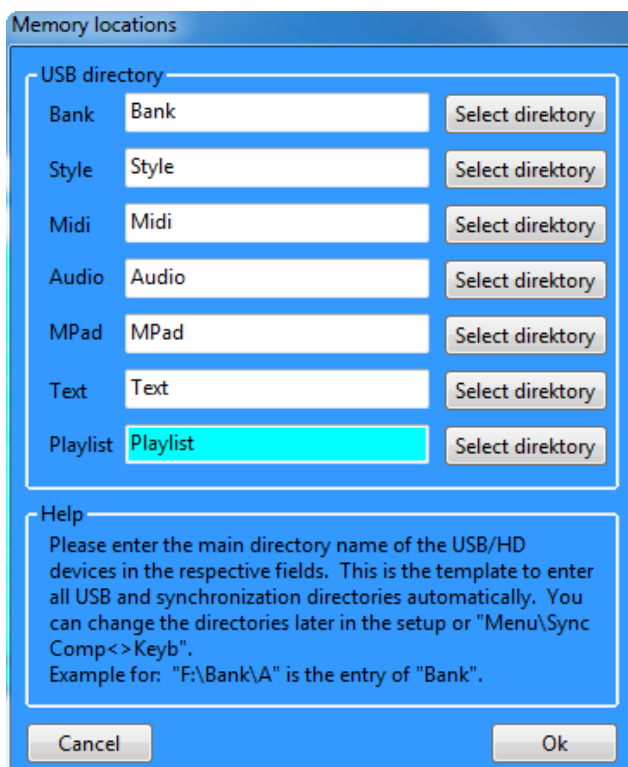 Memory locations
USB directory
Bank Bank Select direktory
Style Style Select direktory
Midi Midi Select direktory
Audio Audio Select direktory
MPad MPad Select direktory
Text Text Select direktory
Playlist Playlist Select direktory
Help
Please enter the main directory name of the USB/HD
devices in the respective fields.  This is the template to enter
all USB and synchronization directories automatically.  You
can change the directories later in the setup or "Menu\Sync
Comp<>Keyb".
Example for:  "F:\Bank\A" is the entry of "Bank".
Cancel Ok